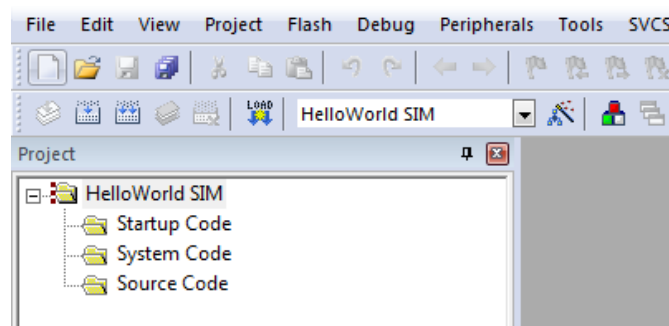 File Edit View Project Flash Debug Peripherals Tools SVCS
LOAD HelloWorld SIM
Project
HelloWorld SIM
Startup Code
System Code
Source Code